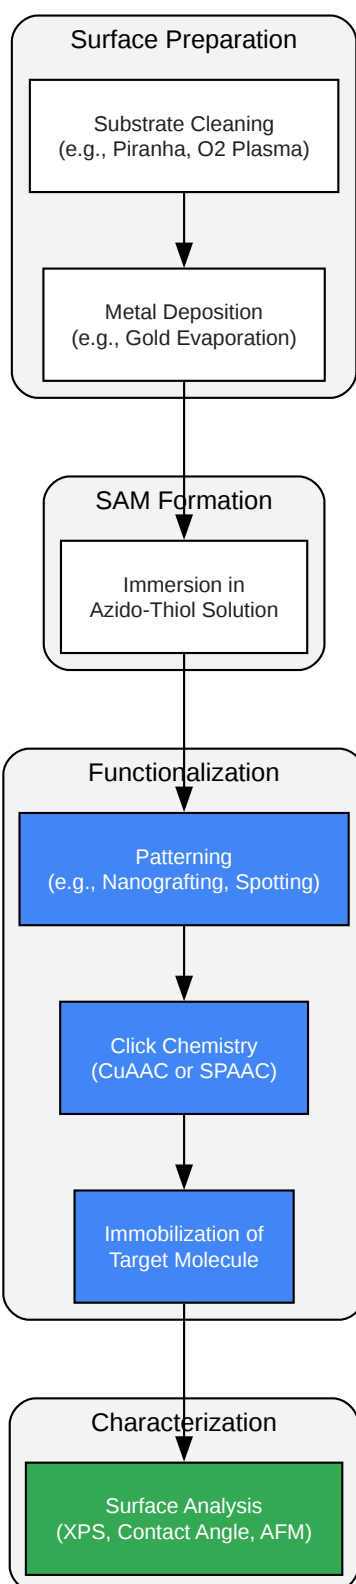 Surface Preparation
Substrate Cleaning
(e.g., Piranha, O2 Plasma)
Metal Deposition
(e.g., Gold Evaporation)
SAM Formation
Immersion in
Azido-Thiol Solution
Functionalization
Patterning
(e.g., Nanografting, Spotting)
Click Chemistry
(CuAAC or SPAAC)
Immobilization of
Target Molecule
Characterization
Surface Analysis
(XPS, Contact Angle, AFM)